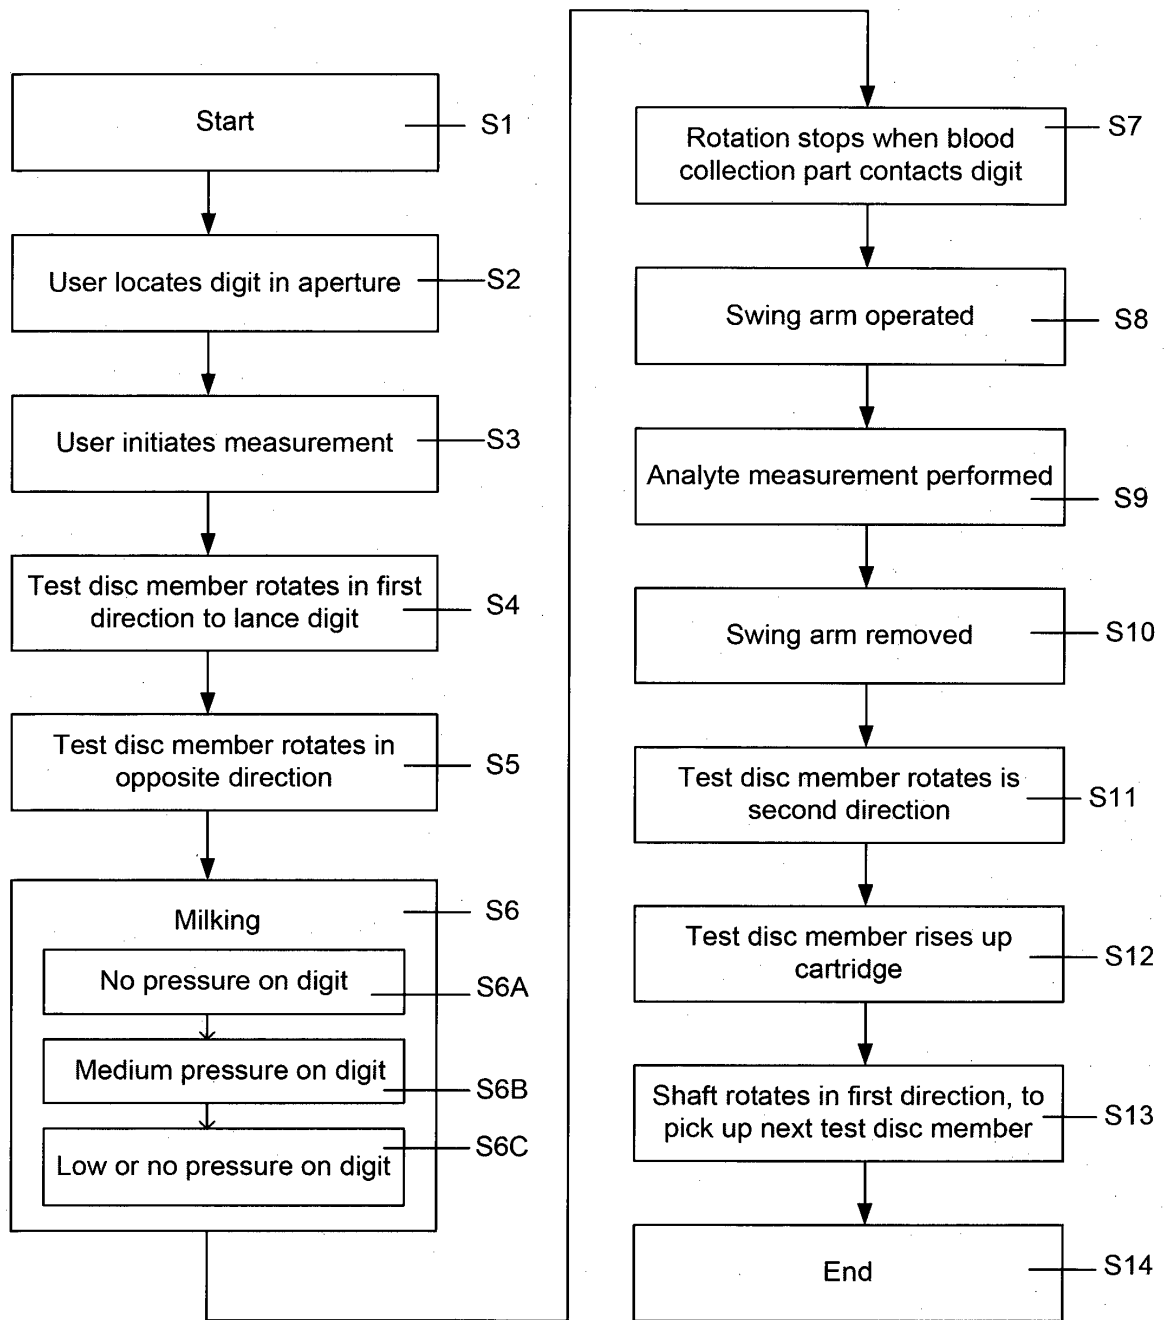 Start
S1
User locates digit in aperture
S2
User initiates measurement
S3
Test disc member rotates in first
direction to lance digit
S4
Test disc member rotates in
opposite direction
S5
Milking
S6
No pressure on digit
S6A
Medium pressure on digit
S6B
Low or no pressure on digit
S6C
Rotation stops when blood
collection part contacts digit
S7
Swing arm operated
S8
Analyte measurement performed
S9
Swing arm removed
S10
Test disc member rotates is
second direction
S11
Test disc member rises up
cartridge
S12
Shaft rotates in first direction, to
pick up next test disc member
S13
End
S14